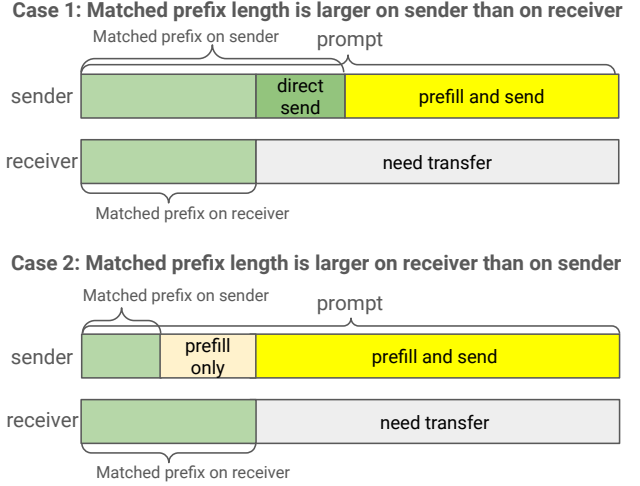 Case 1: Matched prefix length is larger on sender than on receiver
Matched prefix on sender
prompt
sender
direct
send
prefill and send
receiver
need transfer
Matched prefix on receiver
Case 2: Matched prefix length is larger on receiver than on sender
Matched prefix on sender
prompt
sender
prefill
only
prefill and send
receiver
need transfer
Matched prefix on receiver